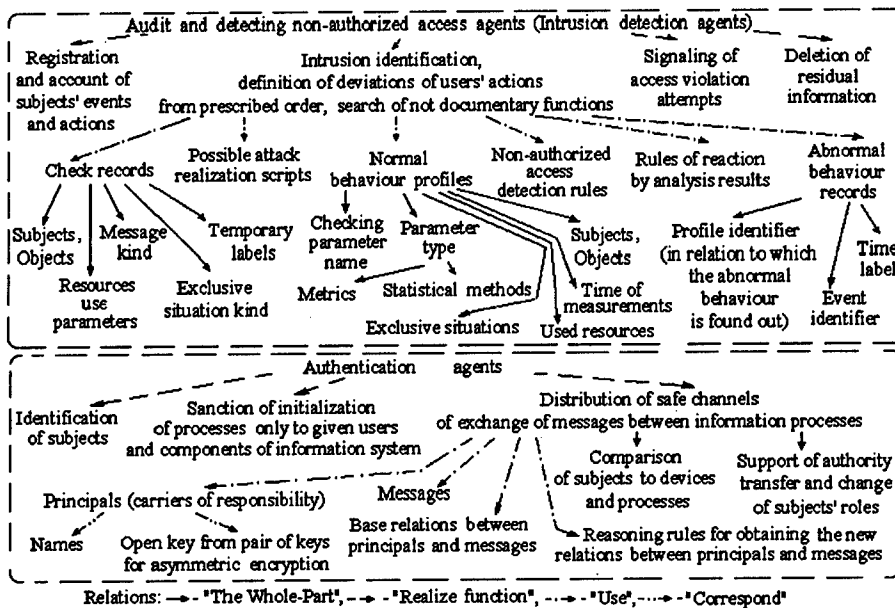 Audit and detecting non-authorized access agents (Intrusion detection agents)
Registration
and account of
subjects' events
and actions
Intrusion identification,
definition of deviations of users' actions
from prescribed order, search of not documentary functions
Signaling of
access violation
attempts
Deletion of
residual
information
Check records
Possible attack
realization scripts
Normal
behaviour profiles
Non-authorized
access
detection rules
Rules of reaction
by analysis results
Abnormal
behaviour
records
Subjects,
Objects
Message
kind
Temporary
labels
Resources
use
parameters
Exclusive
situation kind
Checking
parameter
name
Parameter
type
Metrics
Statistical methods
Exclusive situations
Subjects,
Objects
Time of
measurements
Used resources
Profile identifier
(in relation to which
the abnormal
behaviour
is found out)
Time
label
Event
identifier
Authentication agents
Identification
of subjects
Sanction of initialization
of processes only to given users
and components of information system
Distribution of safe channels
of exchange of messages between information processes
Principals (carriers of responsibility)
Messages
Comparison
of subjects to devices
and processes
Support of authority
transfer and change
of subjects' roles
Names
Open key from pair of keys
for asymmetric encryption
Base relations between
principals and messages
Reasoning rules for obtaining the new
relations between principals and messages
Relations: - "The Whole-Part", - "Realize function", - "Use", - "Correspond"